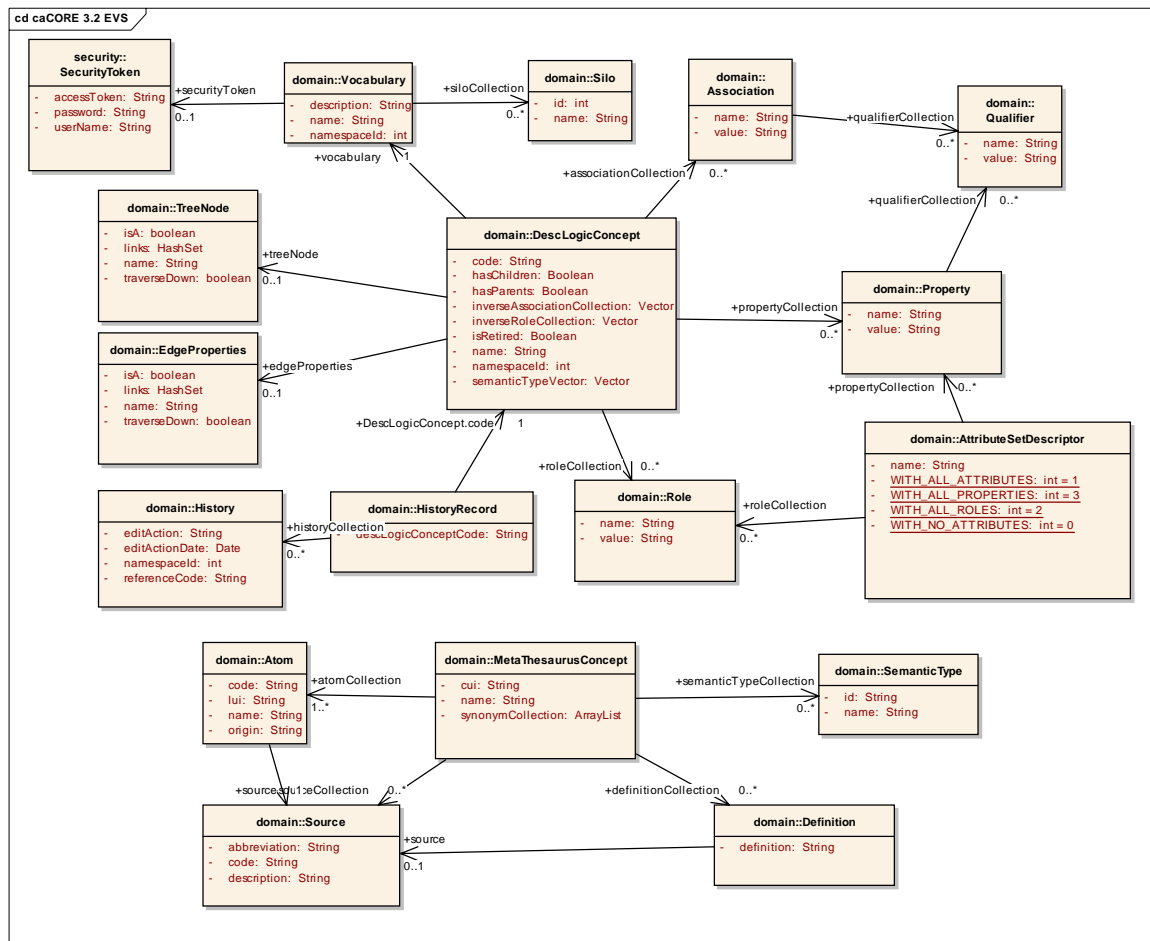 cd caCORE 3.2 EVS
security::
SecurityToken
- accessToken: String
- password: String
- userName: String
+securityToken
0..1
domain::Vocabulary
- description: String
- name: String
- namespaceId: int
+siloCollection
0..*
domain::Silo
- id: int
- name: String
domain::
Association
- name: String
- value: String
+qualifierCollection
0..*
domain::
Qualifier
- name: String
- value: String
+vocabulary 1
+associationCollection 0..*
+qualifierCollection
0..*
domain::TreeNode
- isA: boolean
- links: HashSet
- name: String
- traverseDown: boolean
+treeNode
0..1
domain::DescLogicConcept
- code: String
- hasChildren: Boolean
- hasParents: Boolean
- inverseAssociationCollection: Vector
- inverseRoleCollection: Vector
- isRetired: Boolean
- name: String
- namespaceId: int
- semanticTypeVector: Vector
+propertyCollection
0..*
domain::Property
- name: String
- value: String
domain::EdgeProperties
- isA: boolean
- links: HashSet
- name: String
- traverseDown: boolean
+edgeProperties
0..1
+propertyCollection 0..*
+DescLogicConcept.code 1
domain::AttributeSetDescriptor
- name: String
- WITH_ALL_ATTRIBUTES: int = 1
- WITH_ALL_PROPERTIES: int = 3
- WITH_ALL_ROLES: int = 2
- WITH_NO_ATTRIBUTES: int = 0
+roleCollection 0..*
domain::History
- editAction: String
- editActionDate: Date
- namespaceId: int
- referenceCode: String
+historyCollection
0..*
domain::HistoryRecord
- descLogicConceptCode: String
domain::Role
- name: String
- value: String
+roleCollection
0..*
domain::Atom
- code: String
- lui: String
- name: String
- origin: String
+atomCollection
1..*
domain::MetaThesaurusConcept
- cui: String
- name: String
- synonymCollection: ArrayList
+semanticTypeCollection
0..*
domain::SemanticType
- id: String
- name: String
+source 1
+sourceCollection 0..*
+definitionCollection 0..*
domain::Source
- abbreviation: String
- code: String
- description: String
+source
0..1
domain::Definition
- definition: String